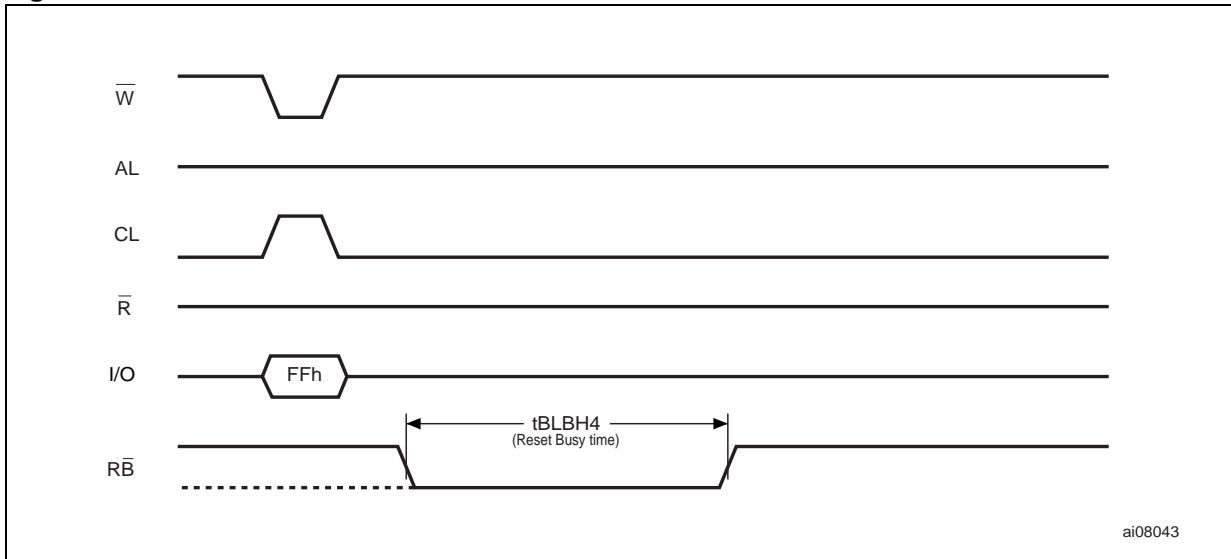 W̅
AL
CL
R̅
I/O FFh
tBLBH4
(Reset Busy time)
RB̅
ai08043